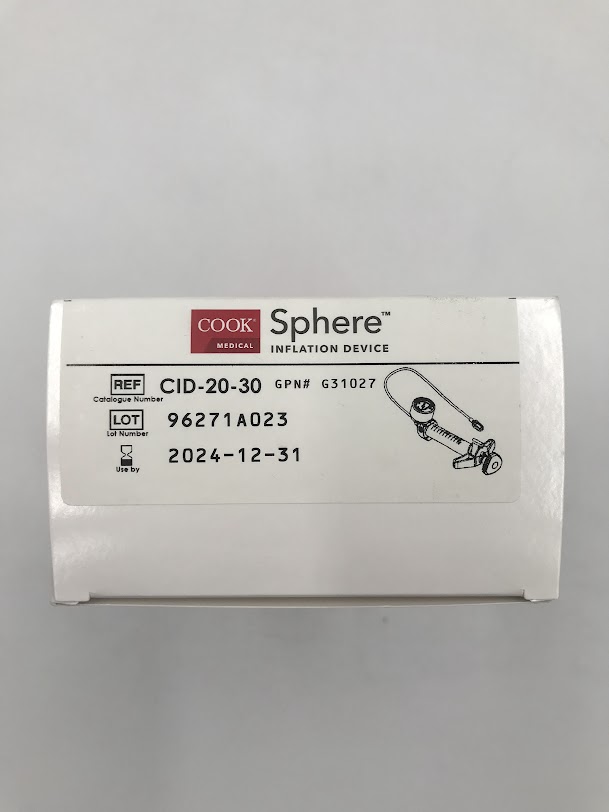 COOK® Sphere™
MEDICAL INFLATION DEVICE
REF CID-20-30 GPN# G31027
Catalogue Number
LOT 96271A023
Lot Number
2024-12-31
Use by